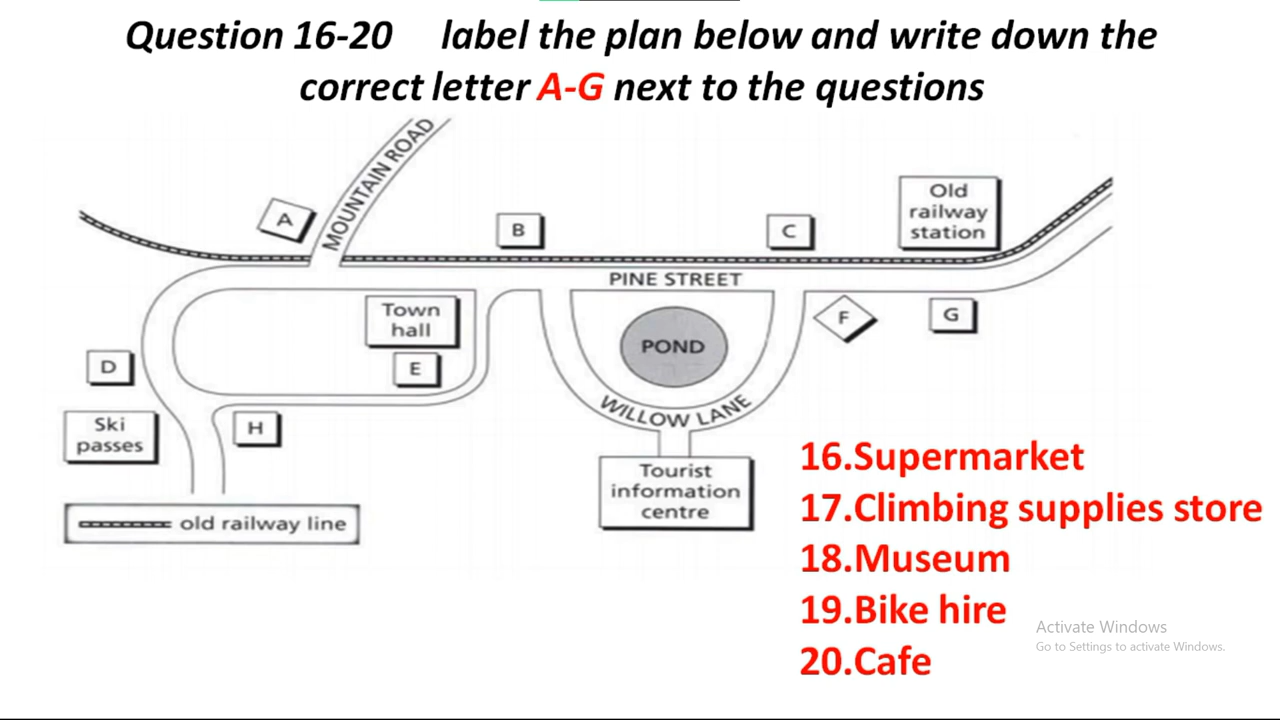 Question 16-20 label the plan below and write down the
correct letter A-G next to the questions
MOUNTAIN ROAD
A
B
C
Old
railway
station
PINE STREET
Town
hall
E
POND
F
G
D
WILLOW LANE
Ski
passes
H
Tourist
information
centre
old railway line
16.Supermarket
17.Climbing supplies store
18.Museum
19.Bike hire
20.Cafe
Activate Windows
Go to Settings to activate Windows.